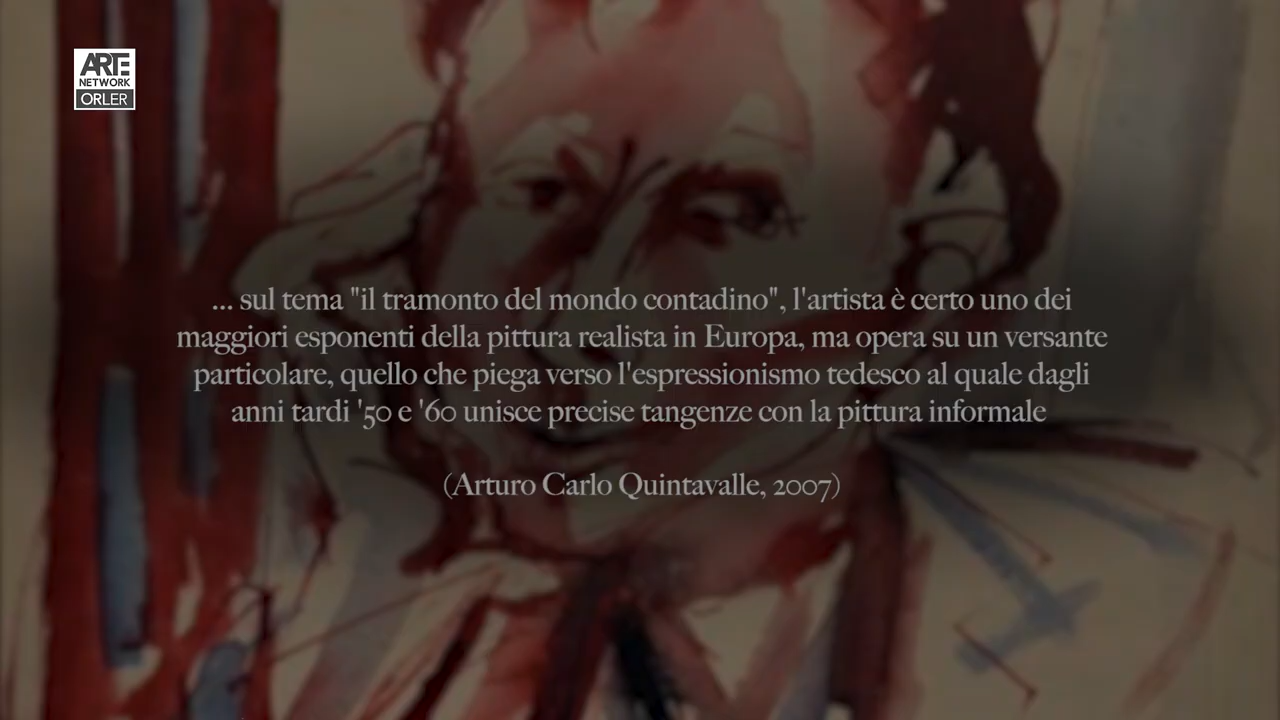 ARTE
NETWORK
ORLER
... sul tema "il tramonto del mondo contadino", l'artista è certo uno dei
maggiori esponenti della pittura realista in Europa, ma opera su un versante
particolare, quello che piega verso l'espressionismo tedesco al quale dagli
anni tardi '50 e '60 unisce precise tangenze con la pittura informale
(Arturo Carlo Quintavalle, 2007)